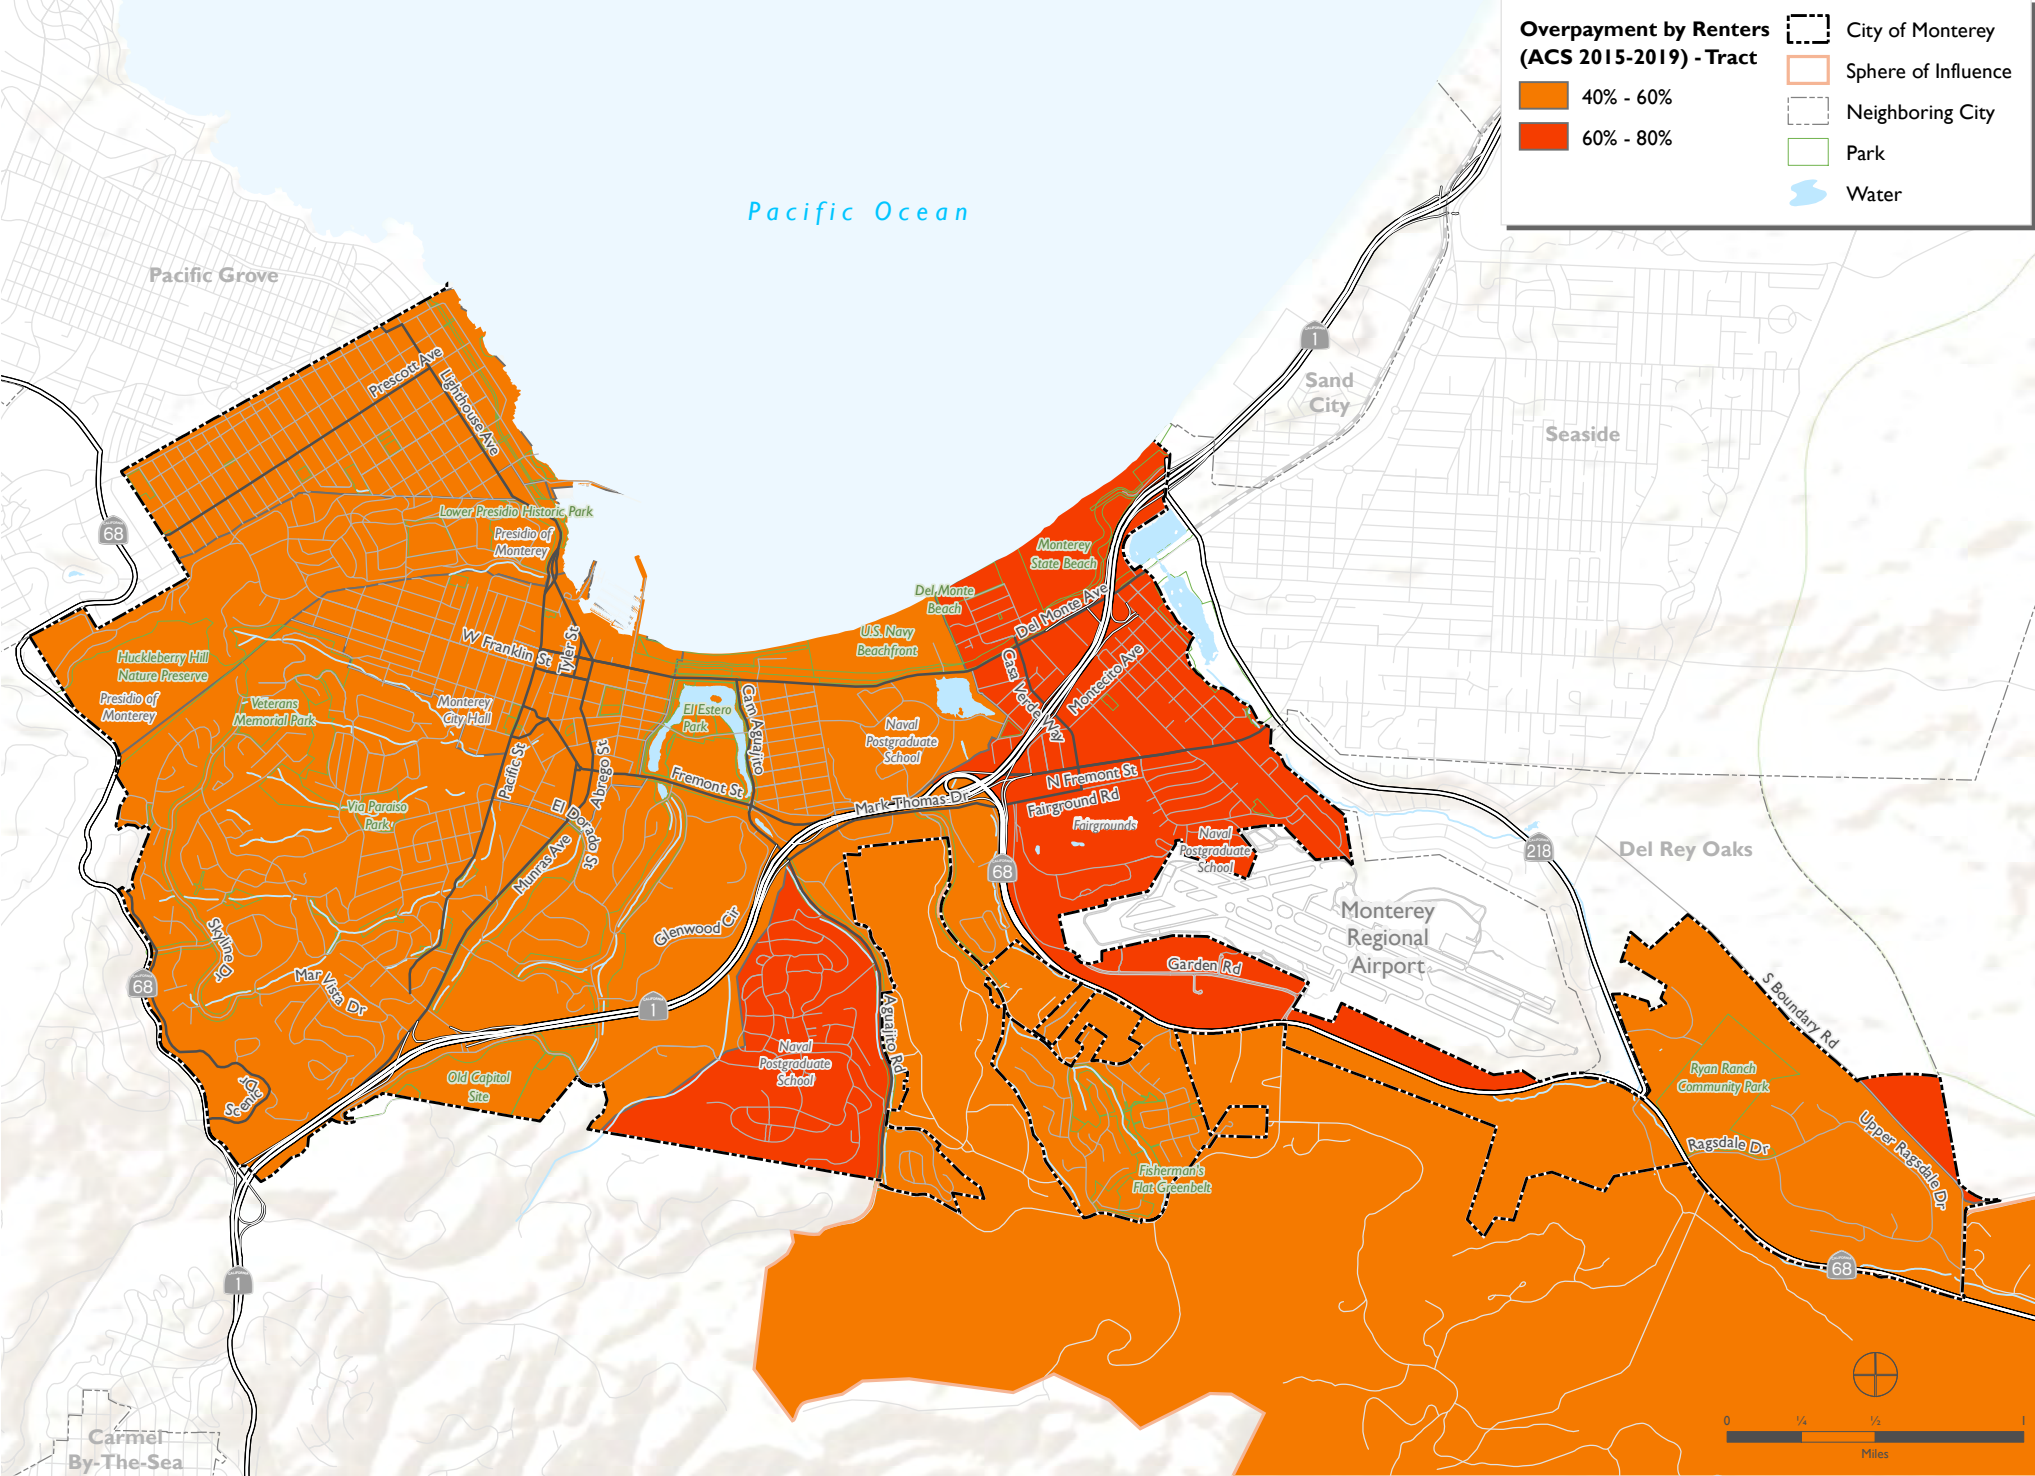 Overpayment by Renters
(ACS 2015-2019) - Tract
40% - 60%
60% - 80%
City of Monterey
Sphere of Influence
Neighboring City
Park
Water
Pacific Ocean
Pacific Grove
1
Sand
City
Seaside
Prescott Ave
Lighthouse Ave
68
Lower Presidio Historic Park
Presidio of
Monterey
Monterey
State Beach
Del Monte
Beach
Del Monte Ave
U.S. Navy
Beachfront
W Franklin St
Tyler St
Huckleberry Hill
Nature Preserve
Presidio of
Monterey
Veterans
Memorial Park
Monterey
City Hall
El Estero
Park
Cam Aguajito
Naval
Postgraduate
School
Casa Verde Way
Montecito Ave
Pacific St
Abrego St
Fremont St
N Fremont St
Mark Thomas Dr
Fairground Rd
Fairgrounds
Via Paraiso
Park
El Dorado St
Munras Ave
Naval
Postgraduate
School
68
218
Del Rey Oaks
Monterey
Regional
Airport
Glenwood Cir
Skyline Dr
Mar Vista Dr
68
1
Garden Rd
S Boundary Rd
Aguajito Rd
Naval
Postgraduate
School
Old Capital
Site
Scenic Dr
Ryan Ranch
Community Park
Ragsdale Dr
Upper Ragsdale Dr
Fisherman's
Flat Greenbelt
1
68
Carmel
By-The-Sea
0 ¼ ½ 1
Miles